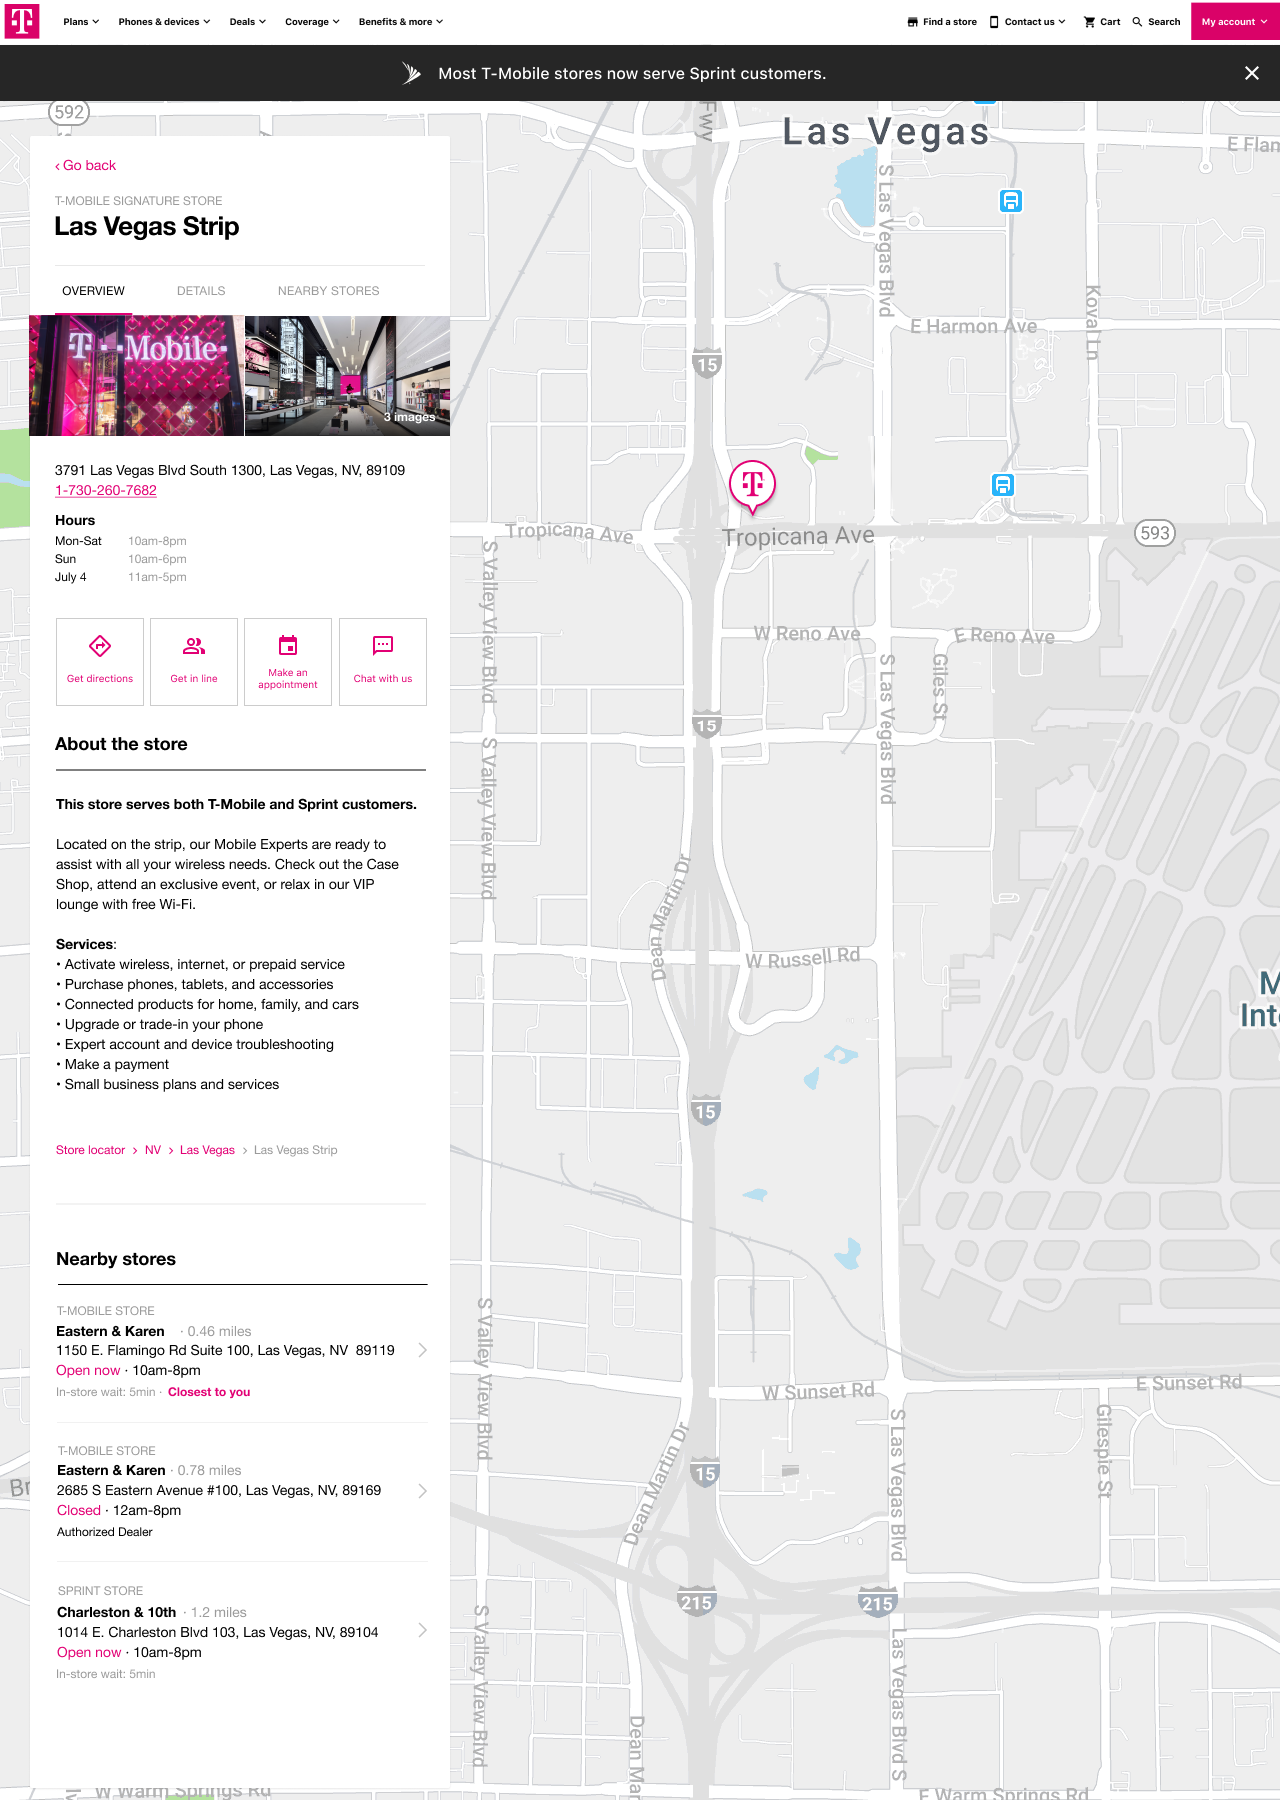 T
Plans
Phones & devices
Deals
Coverage
Benefits & more
Find a store
Contact us
Cart
Search
My account
Most T-Mobile stores now serve Sprint customers.
‹ Go back
T-MOBILE SIGNATURE STORE
Las Vegas Strip
OVERVIEW
DETAILS
NEARBY STORES
T··Mobile·
3 images
3791 Las Vegas Blvd South 1300, Las Vegas, NV, 89109
1-730-260-7682
Hours
Mon-Sat 10am-8pm
Sun 10am-6pm
July 4 11am-5pm
Get directions
Get in line
Make an
appointment
Chat with us
About the store
This store serves both T-Mobile and Sprint customers.
Located on the strip, our Mobile Experts are ready to
assist with all your wireless needs. Check out the Case
Shop, attend an exclusive event, or relax in our VIP
lounge with free Wi-Fi.
Services:
• Activate wireless, internet, or prepaid service
• Purchase phones, tablets, and accessories
• Connected products for home, family, and cars
• Upgrade or trade-in your phone
• Expert account and device troubleshooting
• Make a payment
• Small business plans and services
Store locator > NV > Las Vegas > Las Vegas Strip
Nearby stores
T-MOBILE STORE
Eastern & Karen · 0.46 miles
1150 E. Flamingo Rd Suite 100, Las Vegas, NV 89119
Open now · 10am-8pm
In-store wait: 5min · Closest to you
T-MOBILE STORE
Eastern & Karen · 0.78 miles
2685 S Eastern Avenue #100, Las Vegas, NV, 89169
Closed · 12am-8pm
Authorized Dealer
SPRINT STORE
Charleston & 10th · 1.2 miles
1014 E. Charleston Blvd 103, Las Vegas, NV, 89104
Open now · 10am-8pm
In-store wait: 5min
592
Fwy
Las Vegas
E Flam
S Las Vegas Blvd
Koval Ln
E Harmon Ave
15
T
Tropicana Ave
Tropicana Ave
593
S Valley View Blvd
W Reno Ave
E Reno Ave
Giles St
S Las Vegas Blvd
15
S Valley View Blvd
Dean Martin Dr
W Russell Rd
M
Inte
15
S Valley View Blvd
W Sunset Rd
E Sunset Rd
S Las Vegas Blvd
Gilespie St
Dean Martin Dr
15
Br
215
215
S Valley View Blvd
Las Vegas Blvd S
Dean Mar
W Warm Springs Rd
E Warm Springs Rd